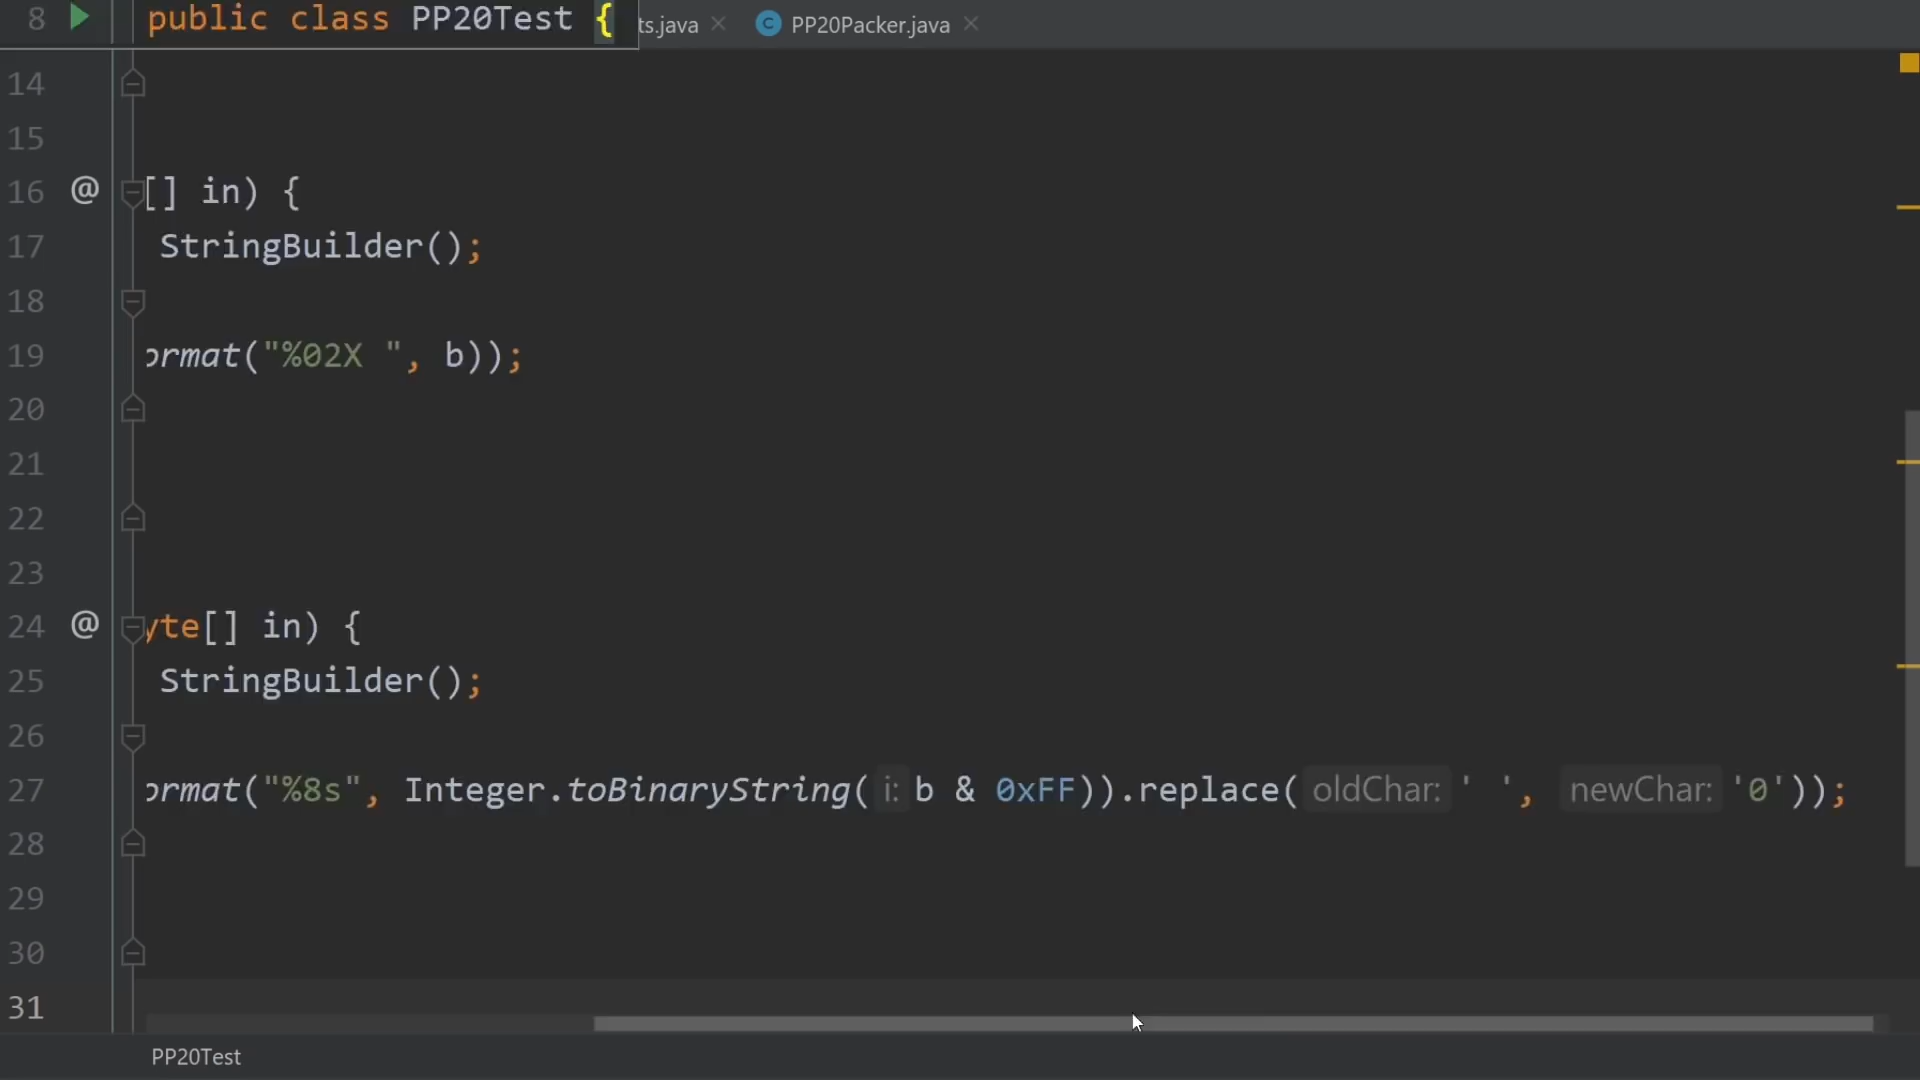 8 public class PP20Test { ts.java PP20Packer.java
14
15
16 @ [] in) {
17 StringBuilder();
18
19 ormat("%02X ", b));
20
21
22
23
24 @ yte[] in) {
25 StringBuilder();
26
27 ormat("%8s", Integer.toBinaryString( i: b & 0xFF)).replace( oldChar: ' ', newChar: '0'));
28
29
30
31
PP20Test